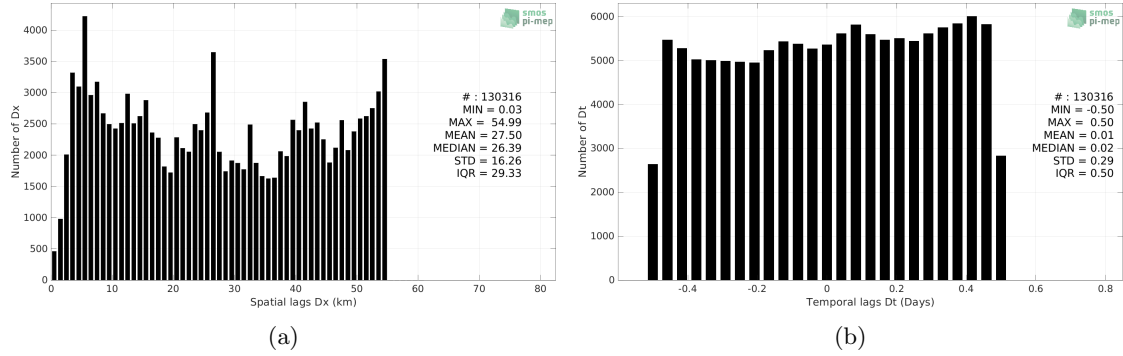 smos
pi-mep
4000
3500
3000
2500
2000
1500
1000
500
0
Number of Dx
# : 130316
MIN = 0.03
MAX = 54.99
MEAN = 27.50
MEDIAN = 26.39
STD = 16.26
IQR = 29.33
0 10 20 30 40 50 60 70 80
Spatial lags Dx (km)
(a)
smos
pi-mep
6000
5000
4000
3000
2000
1000
0
Number of Dt
# : 130316
MIN = -0.50
MAX = 0.50
MEAN = 0.01
MEDIAN = 0.02
STD = 0.29
IQR = 0.50
-0.4 -0.2 0 0.2 0.4 0.6 0.8
Temporal lags Dt (Days)
(b)